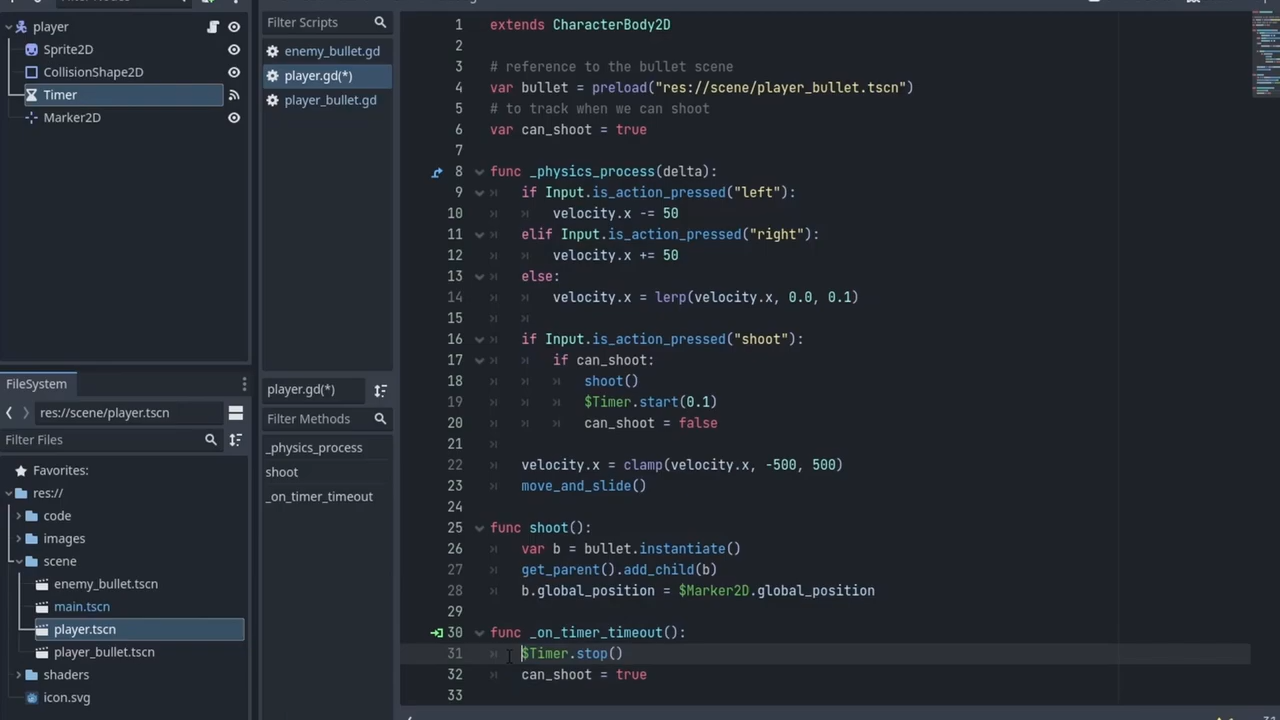 player
Sprite2D
CollisionShape2D
Timer
Marker2D
FileSystem
res://scene/player.tscn
Filter Files
Favorites:
res://
code
images
scene
enemy_bullet.tscn
main.tscn
player.tscn
player_bullet.tscn
shaders
icon.svg
Filter Scripts
enemy_bullet.gd
player.gd(*)
player_bullet.gd
player.gd(*)
Filter Methods
_physics_process
shoot
_on_timer_timeout
1 extends CharacterBody2D
2
3 # reference to the bullet scene
4 var bullet = preload("res://scene/player_bullet.tscn")
5 # to track when we can shoot
6 var can_shoot = true
7
8 func _physics_process(delta):
9 if Input.is_action_pressed("left"):
10 velocity.x -= 50
11 elif Input.is_action_pressed("right"):
12 velocity.x += 50
13 else:
14 velocity.x = lerp(velocity.x, 0.0, 0.1)
15
16 if Input.is_action_pressed("shoot"):
17 if can_shoot:
18 shoot()
19 $Timer.start(0.1)
20 can_shoot = false
21
22 velocity.x = clamp(velocity.x, -500, 500)
23 move_and_slide()
24
25 func shoot():
26 var b = bullet.instantiate()
27 get_parent().add_child(b)
28 b.global_position = $Marker2D.global_position
29
30 func _on_timer_timeout():
31 $Timer.stop()
32 can_shoot = true
33